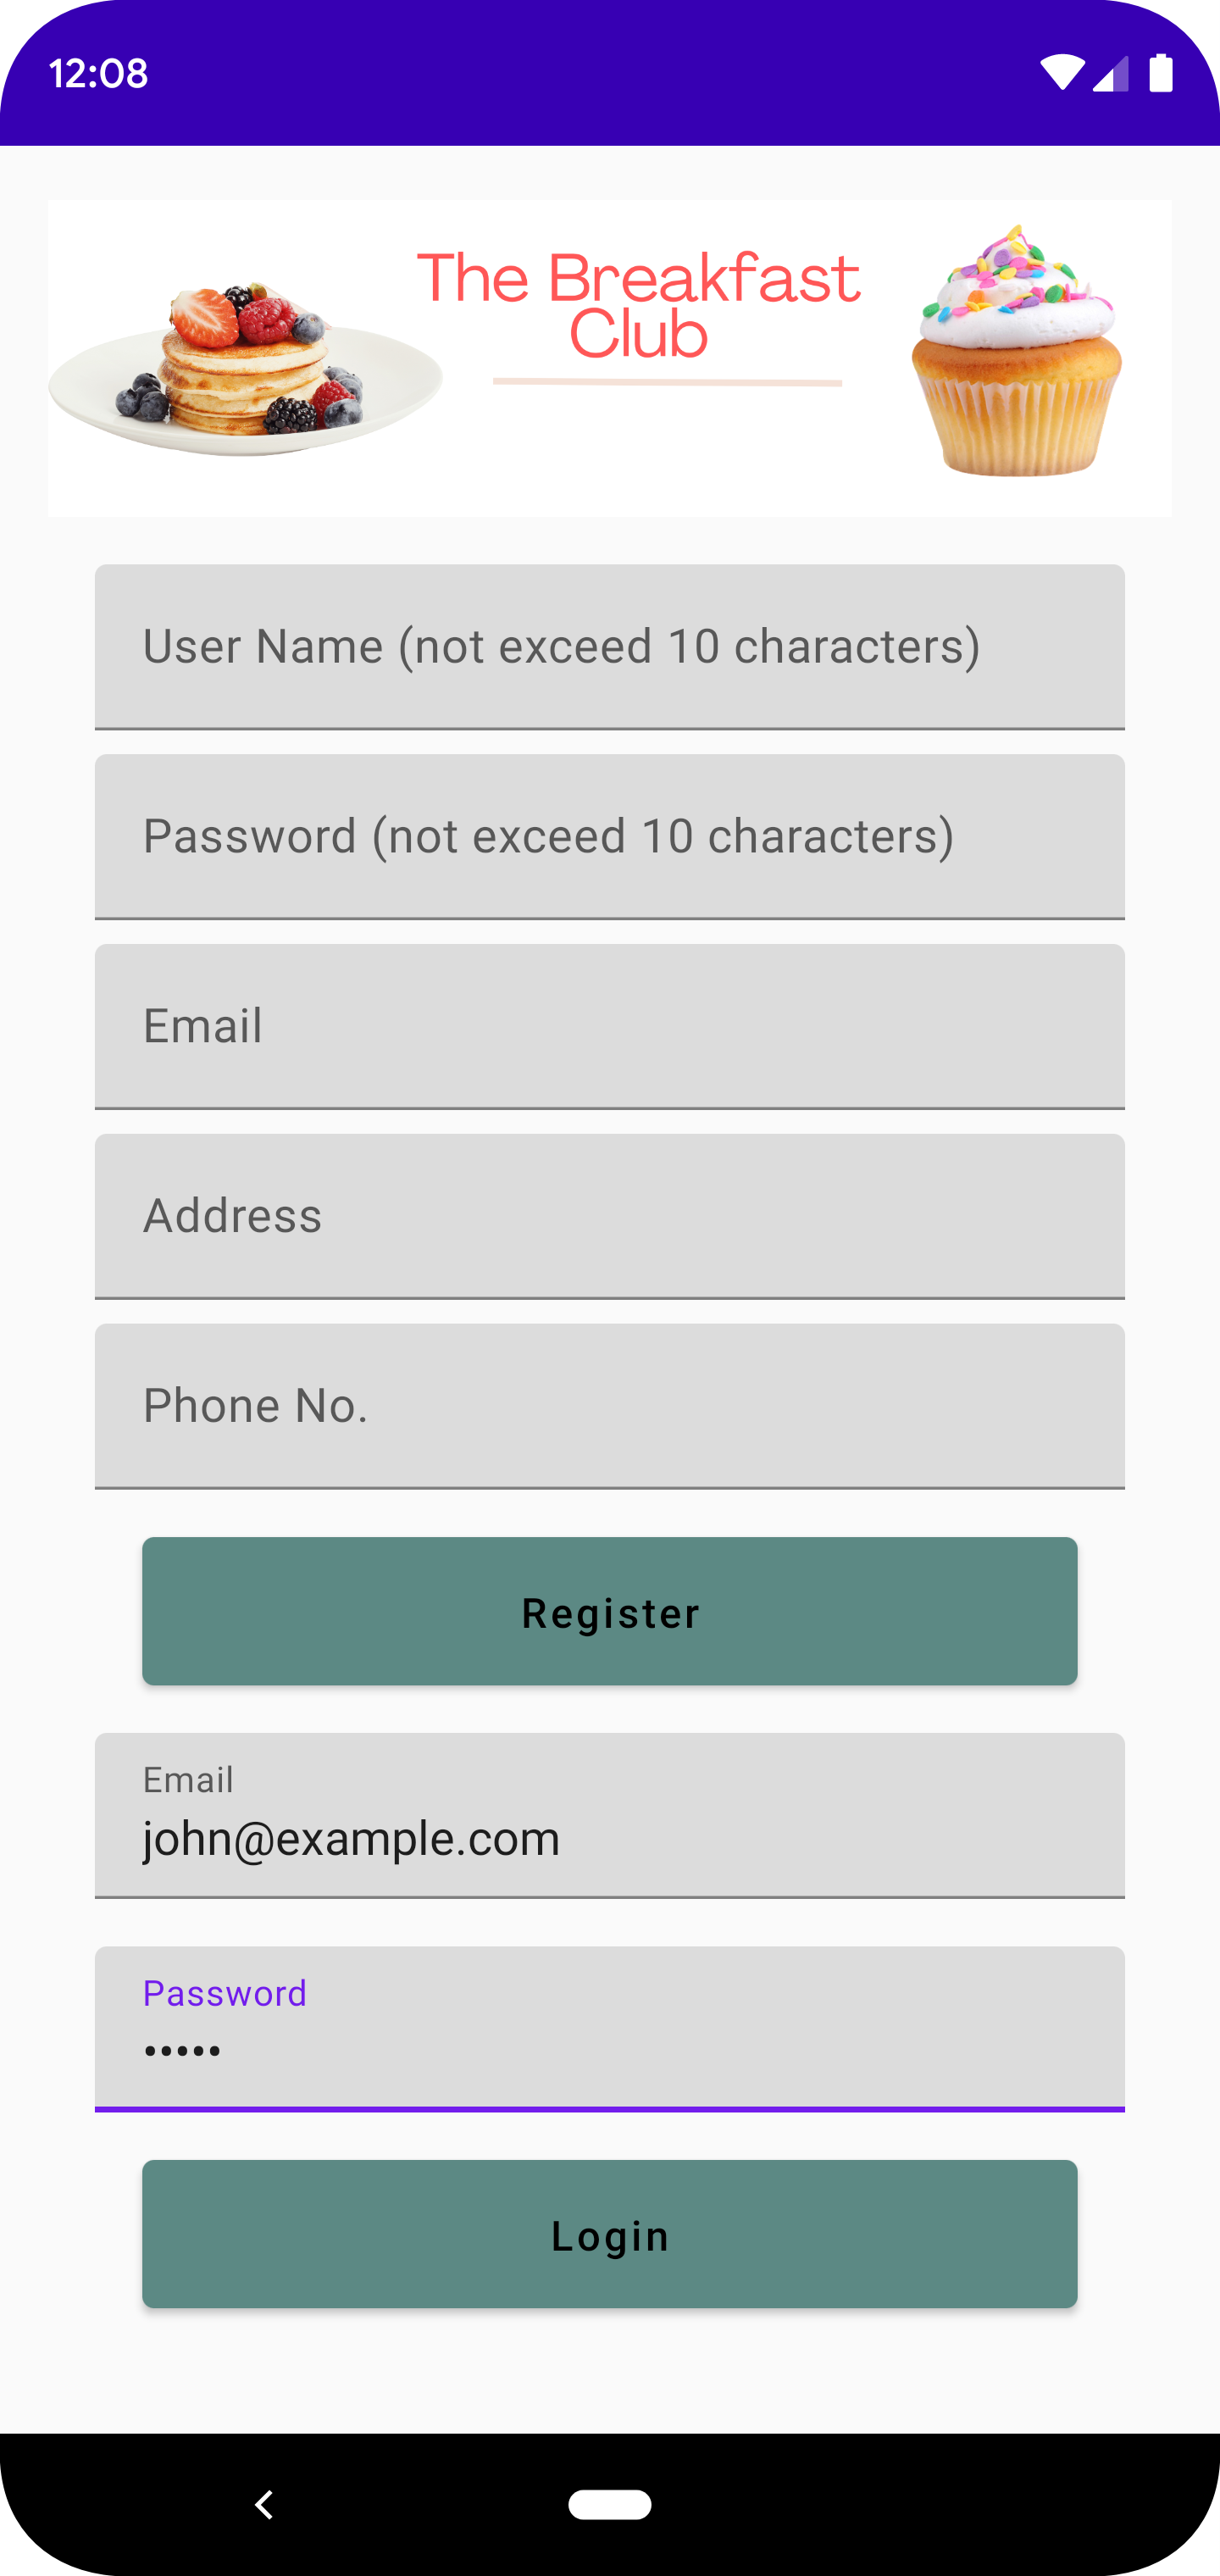 12:08
The Breakfast
Club
User Name (not exceed 10 characters)
Password (not exceed 10 characters)
Email
Address
Phone No.
Register
Email
john@example.com
Password
•••••
Login